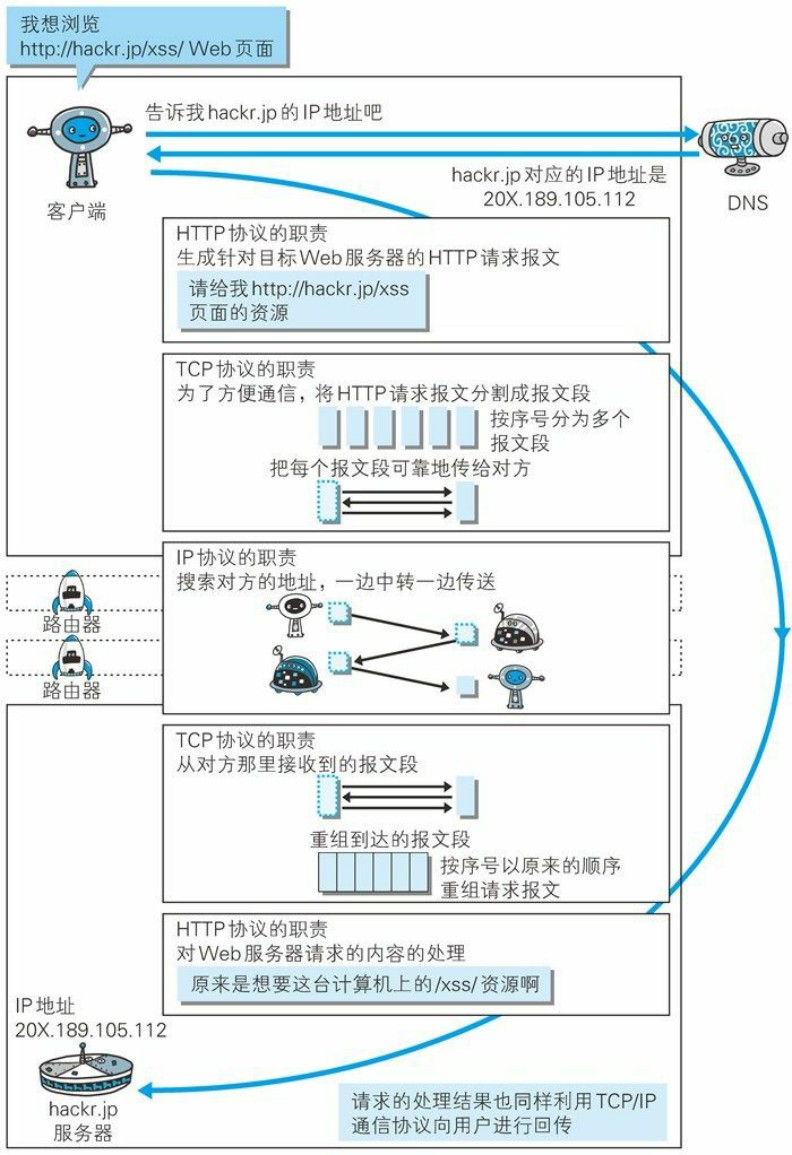 我想浏览
http://hackr.jp/xss/ Web页面
告诉我hackr.jp的IP地址吧
hackr.jp对应的IP地址是
20X.189.105.112
客户端
DNS
HTTP协议的职责
生成针对目标Web服务器的HTTP请求报文
请给我http://hackr.jp/xss
页面的资源
TCP协议的职责
为了方便通信，将HTTP请求报文分割成报文段
按序号分为多个
报文段
把每个报文段可靠地传给对方
IP协议的职责
搜索对方的地址，一边中转一边传送
路由器
路由器
TCP协议的职责
从对方那里接收到的报文段
重组到达的报文段
按序号以原来的顺序
重组请求报文
HTTP协议的职责
对Web服务器请求的内容的处理
原来是想要这台计算机上的/xss/资源啊
IP地址
20X.189.105.112
hackr.jp
服务器
请求的处理结果也同样利用TCP/IP
通信协议向用户进行回传